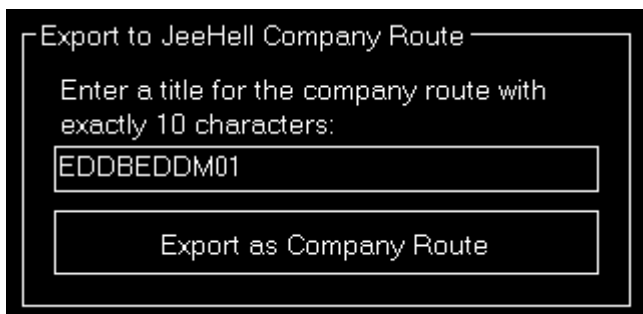 Export to JeeHell Company Route
Enter a title for the company route with
exactly 10 characters:
EDDBEDDM01
Export as Company Route